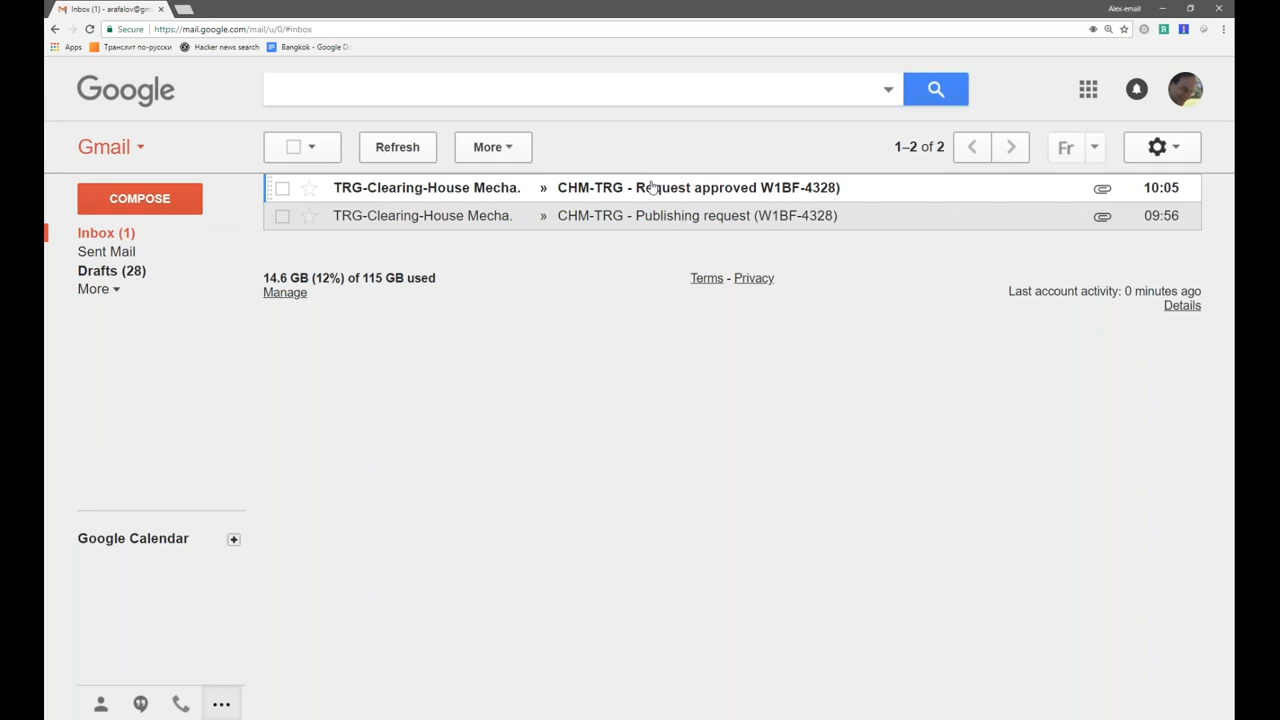 Inbox (1) - arafalov@gm
Alex-email
Secure
https://mail.google.com/mail/u/0/#inbox
Apps
Транслит по-русски
Hacker news search
Bangkok - Google Do
Google
Gmail
Refresh
More
1–2 of 2
Fr
COMPOSE
TRG-Clearing-House Mecha. » CHM-TRG - Request approved W1BF-4328) 10:05
TRG-Clearing-House Mecha. » CHM-TRG - Publishing request (W1BF-4328) 09:56
Inbox (1)
Sent Mail
Drafts (28)
More
14.6 GB (12%) of 115 GB used
Manage
Terms - Privacy
Last account activity: 0 minutes ago
Details
Google Calendar